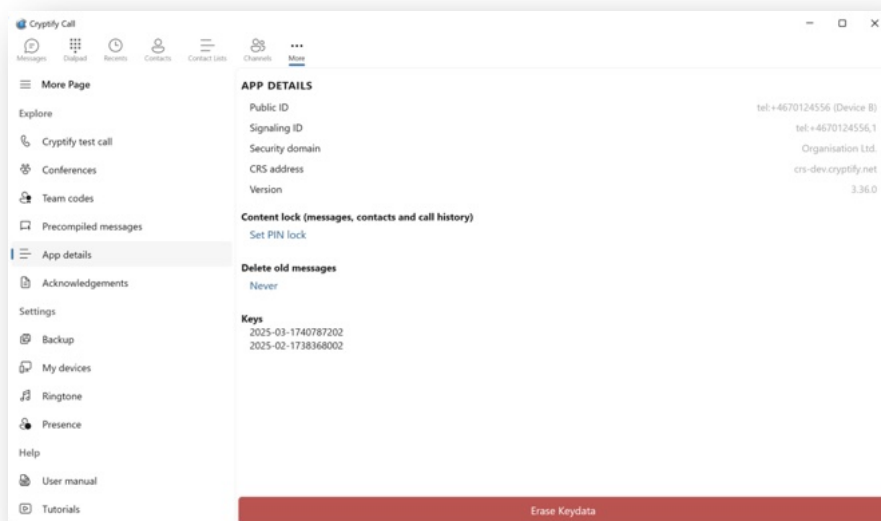 Cryptify Call
Messages
Dialpad
Recents
Contacts
Contact Lists
Channels
More
More Page
Explore
Cryptify test call
Conferences
Team codes
Precompiled messages
App details
Acknowledgements
Settings
Backup
My devices
Ringtone
Presence
Help
User manual
Tutorials
APP DETAILS
Public ID tel:+4670124556 (Device B)
Signaling ID tel:+4670124556,1
Security domain Organisation Ltd.
CRS address crs-dev.cryptify.net
Version 3.36.0
Content lock (messages, contacts and call history)
Set PIN lock
Delete old messages
Never
Keys
2025-03-1740787202
2025-02-1738368002
Erase Keydata